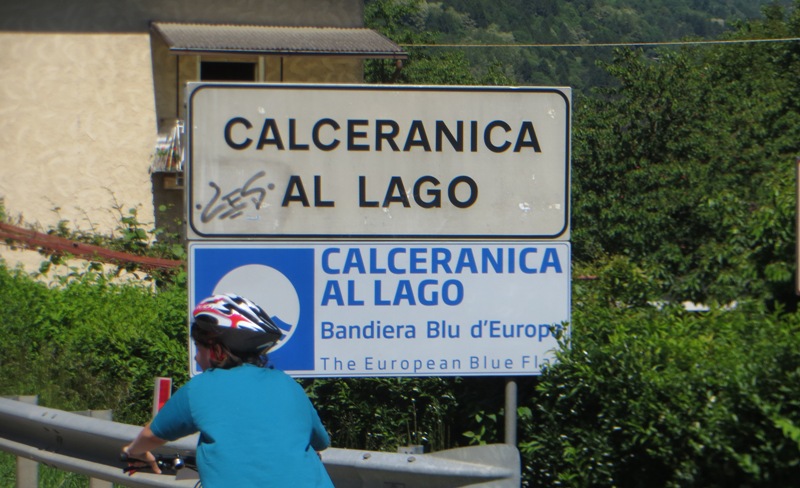 CALCERANICA
AL LAGO
CALCERANICA
AL LAGO
Bandiera Blu d'Europ
The European Blue Fl